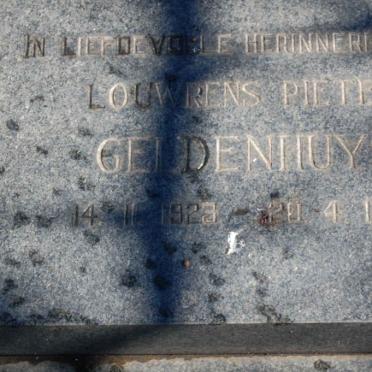 IN LIEFDEVOLLE HERINNERI
LOUWRENS PIETE
GELDENHUY
14 · 11 · 1923 – 20 · 4 · 1